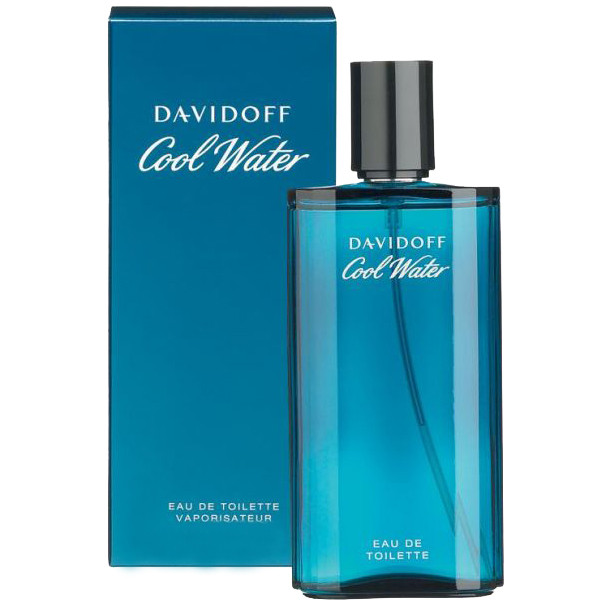 DAVIDOFF
Cool Water
EAU DE TOILETTE
VAPORISATEUR
DAVIDOFF
Cool Water
EAU DE
TOILETTE